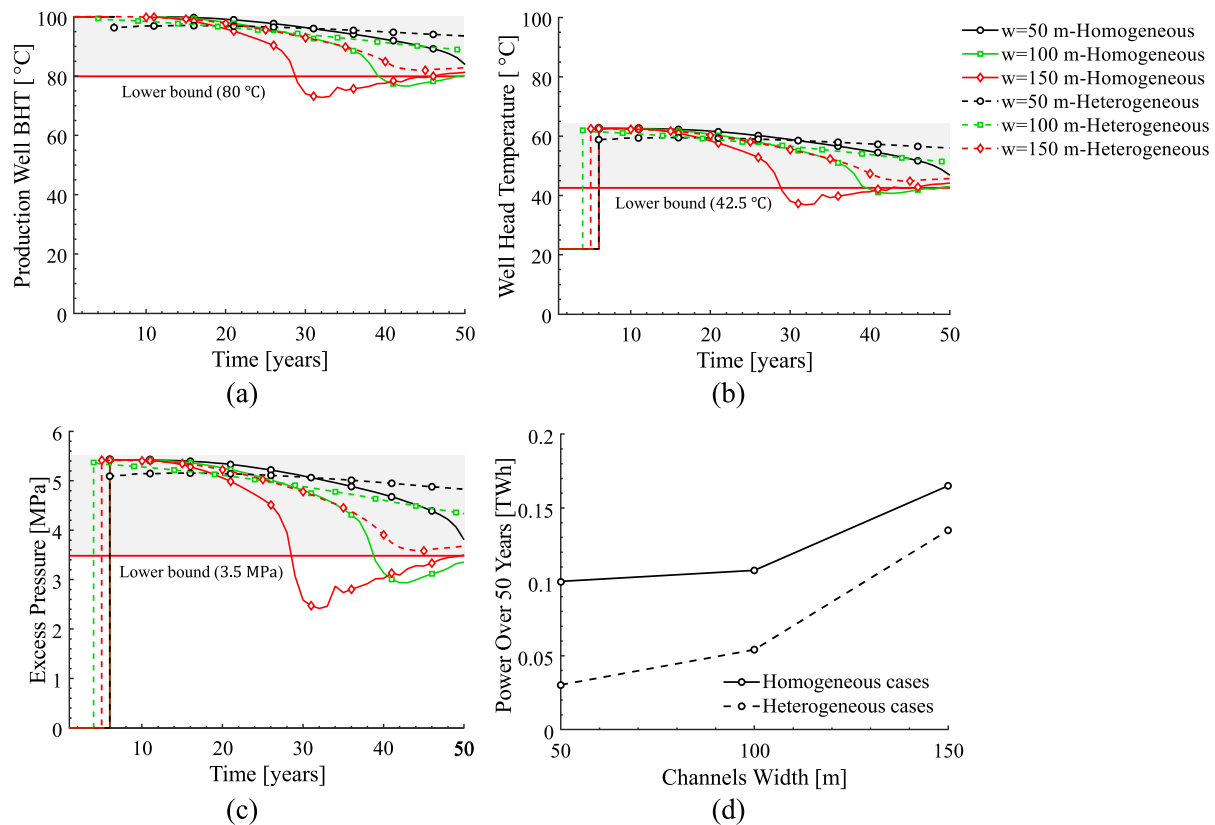 Production Well BHT [ °C]
100
80
60
40
20
0
Lower bound (80 °C)
10
20
30
40
50
Time [years]
(a)
Well Head Temperature [ °C]
100
80
60
40
20
0
Lower bound (42.5 °C)
10
20
30
40
50
Time [years]
(b)
w=50 m-Homogeneous
w=100 m-Homogeneous
w=150 m-Homogeneous
w=50 m-Heterogeneous
w=100 m-Heterogeneous
w=150 m-Heterogeneous
Excess Pressure [MPa]
6
5
4
3
2
1
0
Lower bound (3.5 MPa)
10
20
30
40
50
Time [years]
(c)
Power Over 50 Years [TWh]
0.2
0.15
0.1
0.05
0
Homogeneous cases
Heterogeneous cases
50
100
150
Channels Width [m]
(d)